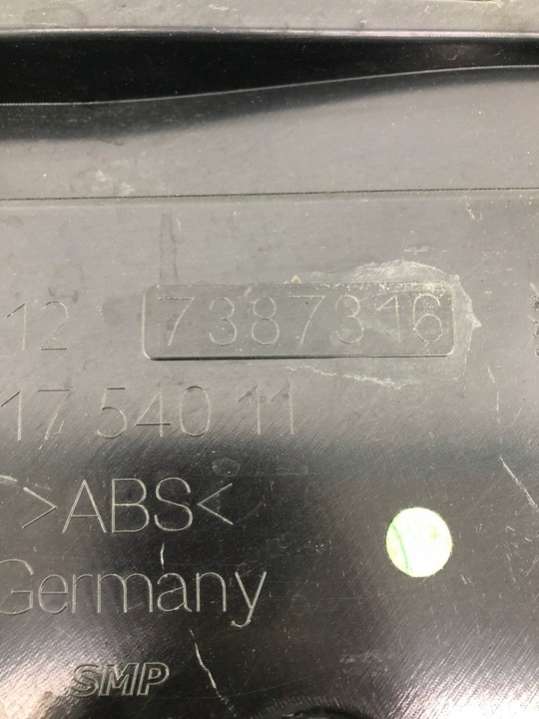 12 7387316
17 540 11
>ABS<
Germany
SMP